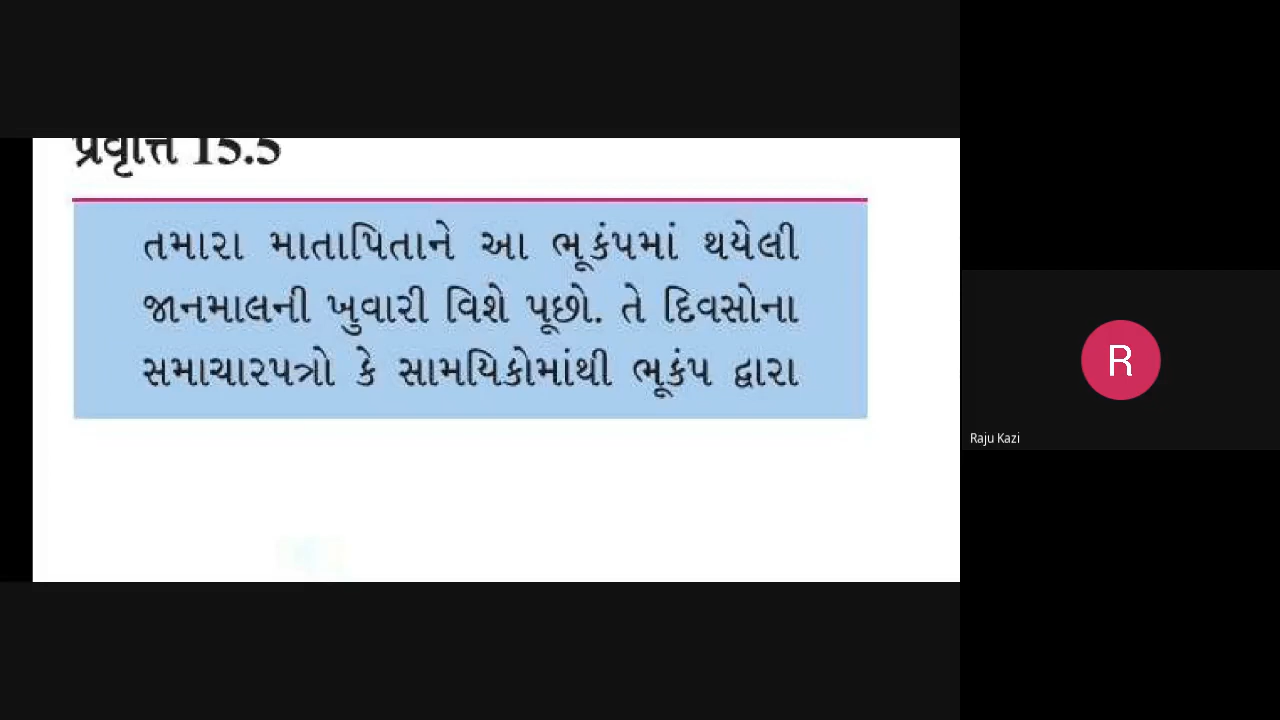 પ્રવૃત્તિ 15.5
તમારા માતાપિતાને આ ભૂકંપમાં થયેલી
જાનમાલની ખુવારી વિશે પૂછો. તે દિવસોના
સમાચારપત્રો કે સામયિકોમાંથી ભૂકંપ દ્વારા
R
Raju Kazi